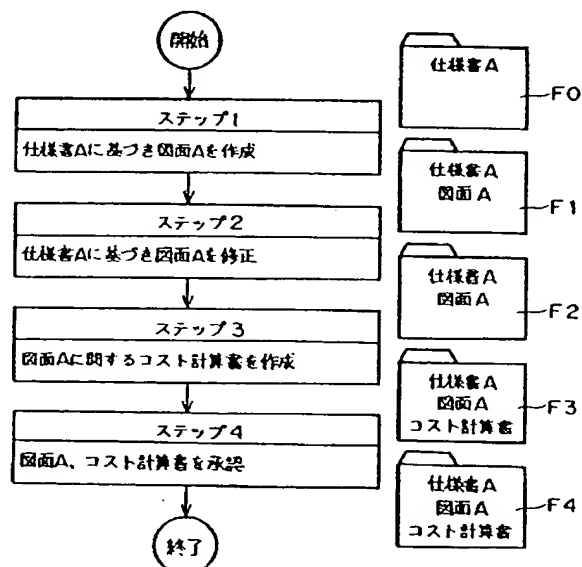 開始
ステップ1
仕様書Aに基づき図面Aを作成
ステップ2
仕様書Aに基づき図面Aを修正
ステップ3
図面Aに関するコスト計算書を作成
ステップ4
図面A、コスト計算書を承認
終了
仕様書A
F0
仕様書A
図面A
F1
仕様書A
図面A
F2
仕様書A
図面A
コスト計算書
F3
仕様書A
図面A
コスト計算書
F4